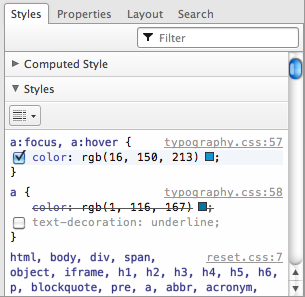 Styles Properties Layout Search
Filter
Computed Style
Styles
a:focus, a:hover { typography.css:57
color: rgb(16, 150, 213) ;
}
a { typography.css:58
color: rgb(1, 116, 167) ;
text-decoration: underline;
}
html, body, div, span, reset.css:7
object, iframe, h1, h2, h3, h4, h5, h6,
p, blockquote, pre, a, abbr, acronym,